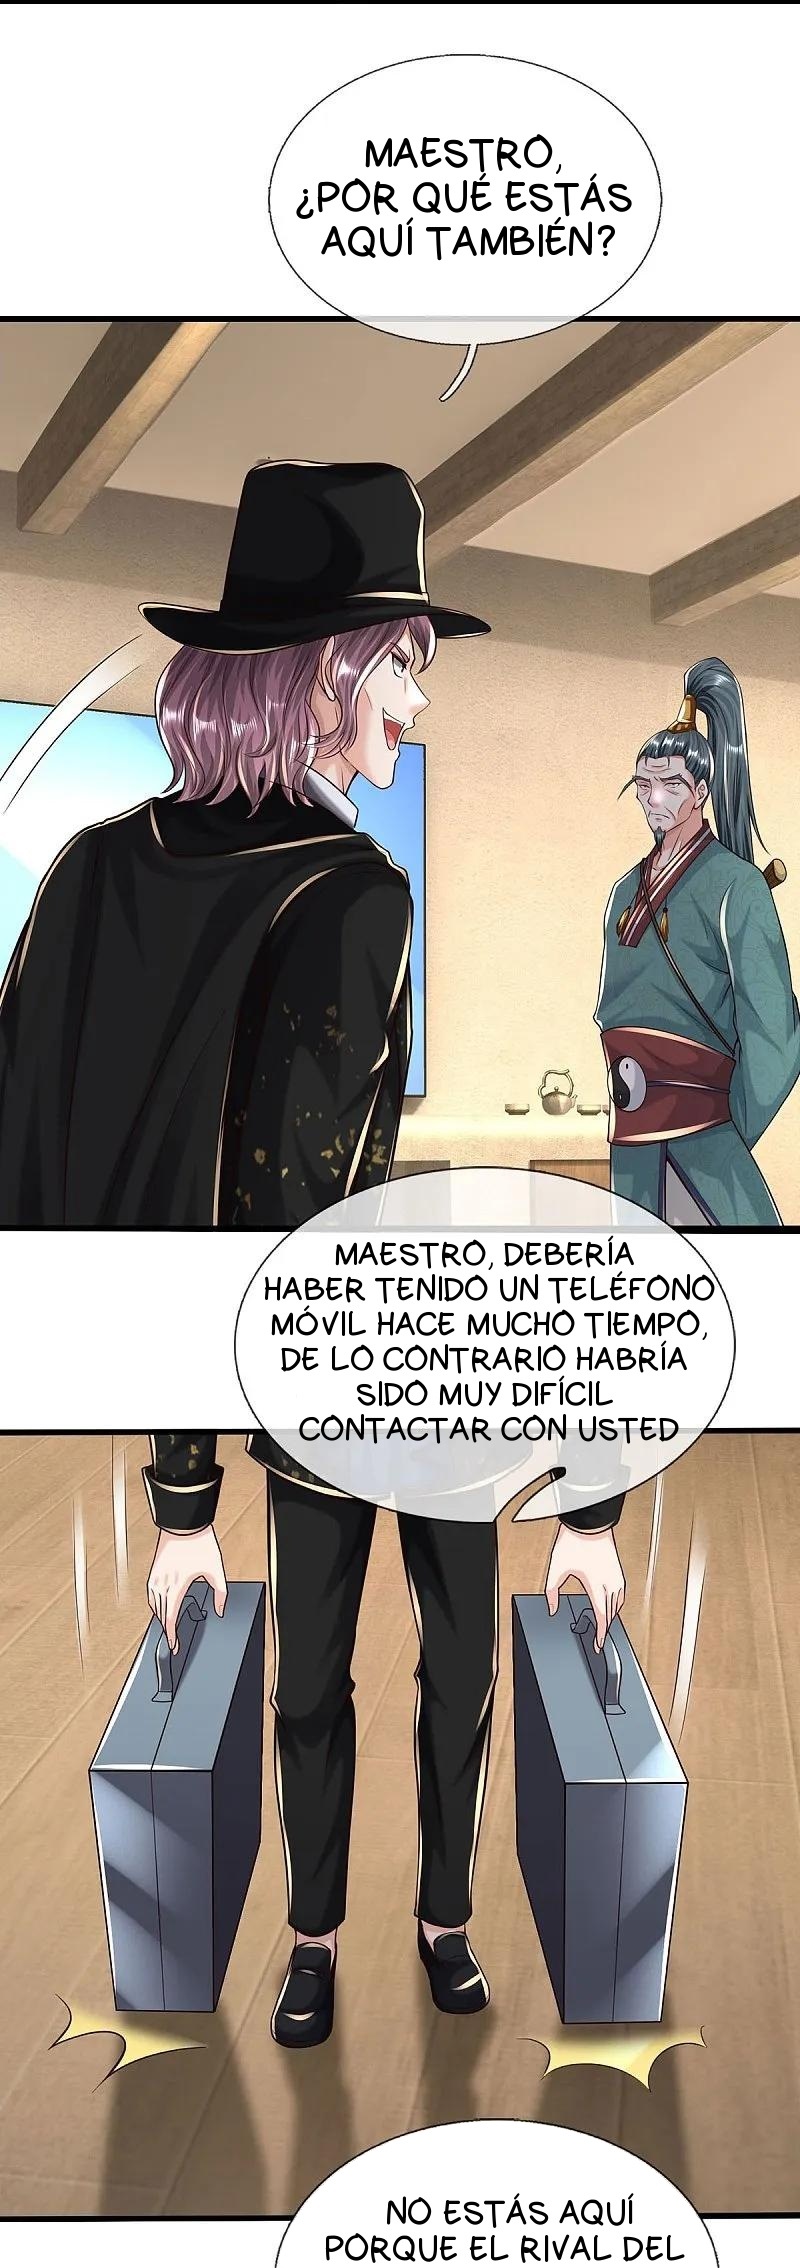 MAESTRO,
¿POR QUÉ ESTÁS
AQUÍ TAMBIÉN?
MAESTRO, DEBERÍA
HABER TENIDO UN TELÉFONO
MÓVIL HACE MUCHO TIEMPO,
DE LO CONTRARIO HABRÍA
SIDO MUY DIFÍCIL
CONTACTAR CON USTED
NO ESTÁS AQUÍ
PORQUE EL RIVAL DEL